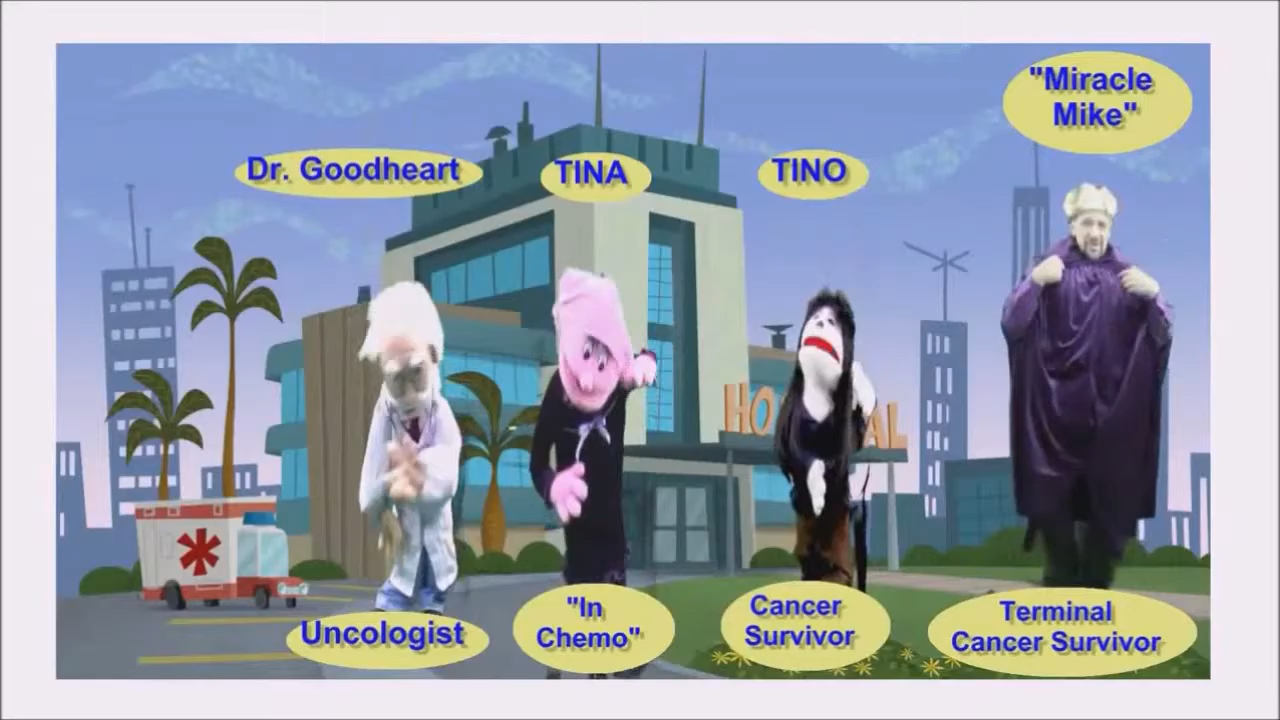 "Miracle
Mike"
Dr. Goodheart
TINA
TINO
HO AL
Uncologist
"In
Chemo"
Cancer
Survivor
Terminal
Cancer Survivor